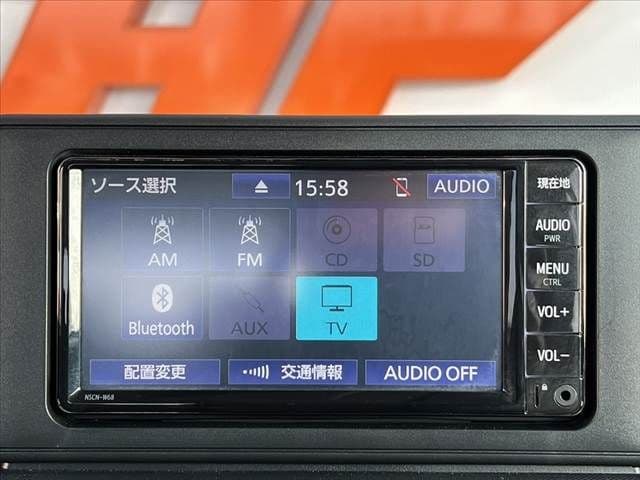 ソース選択
15:58
AUDIO
現在地
AM
FM
CD
SD
AUDIO
PWR
MENU
CTRL
Bluetooth
AUX
TV
VOL+
VOL-
配置変更
交通情報
AUDIO OFF
NSCN-W68